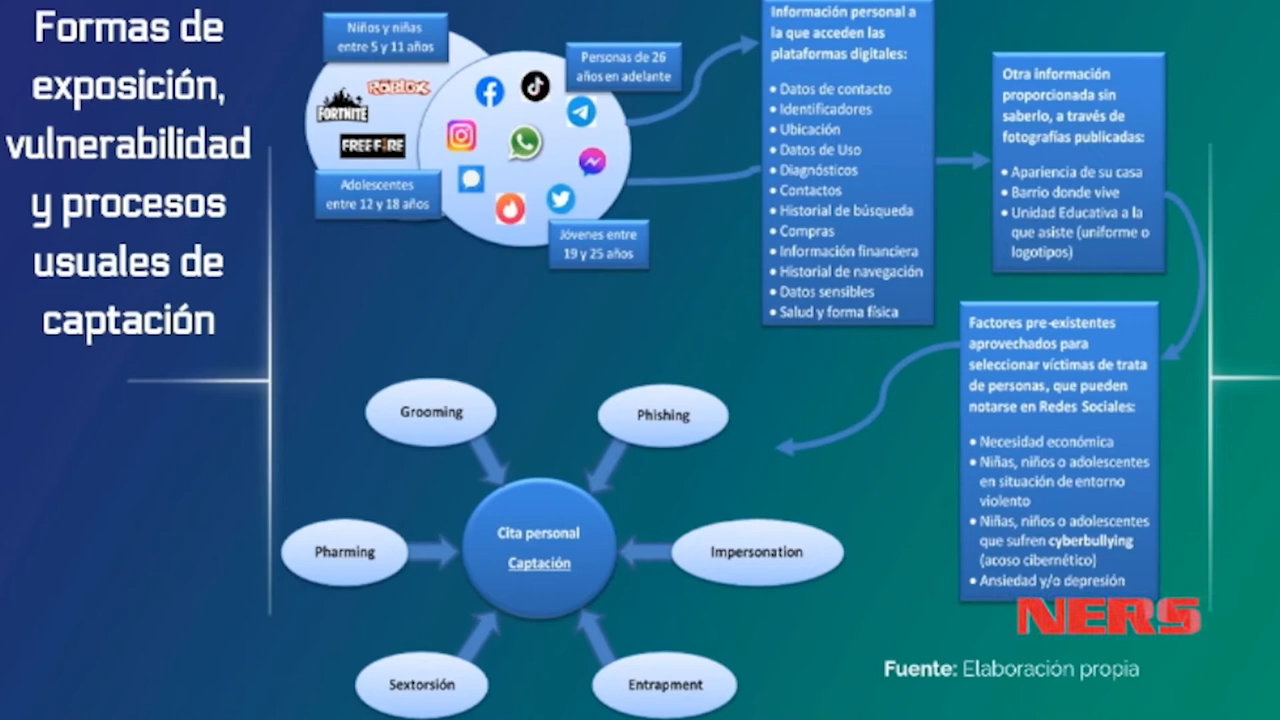 Formas de
exposición,
vulnerabilidad
y procesos
usuales de
captación
Niños y niñas
entre 5 y 11 años
ROBLOX
FORTNITE
FREE FIRE
Adolescentes
entre 12 y 18 años
Personas de 26
años en adelante
Jóvenes entre
19 y 25 años
Información personal a
la que acceden las
plataformas digitales:
• Datos de contacto
• Identificadores
• Ubicación
• Datos de Uso
• Diagnósticos
• Contactos
• Historial de búsqueda
• Compras
• Información financiera
• Historial de navegación
• Datos sensibles
• Salud y forma física
Otra información
proporcionada sin
saberlo, a través de
fotografías publicadas:
• Apariencia de su casa
• Barrio donde vive
• Unidad Educativa a la
que asiste (uniforme o
logotipos)
Factores pre-existentes
aprovechados para
seleccionar víctimas de trata
de personas, que pueden
notarse en Redes Sociales:
• Necesidad económica
• Niñas, niños o adolescentes
en situación de entorno
violento
• Niñas, niños o adolescentes
que sufren cyberbullying
(acoso cibernético)
• Ansiedad y/o depresión
Grooming
Phishing
Pharming
Cita personal
Captación
Impersonation
Sextorsión
Entrapment
NERS
Fuente: Elaboración propia